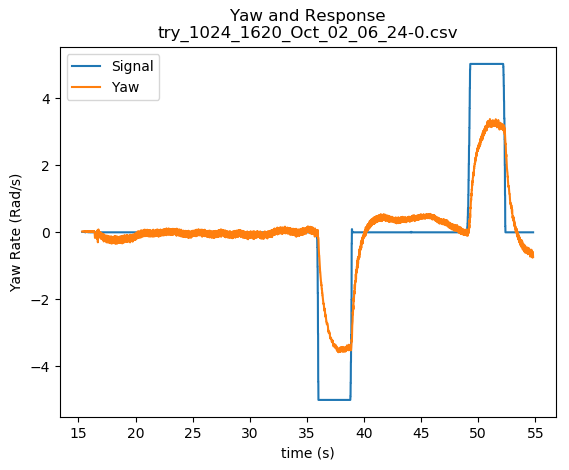 Yaw and Response
try_1024_1620_Oct_02_06_24-0.csv
Signal
Yaw
Yaw Rate (Rad/s)
4
2
0
−2
−4
15 20 25 30 35 40 45 50 55
time (s)